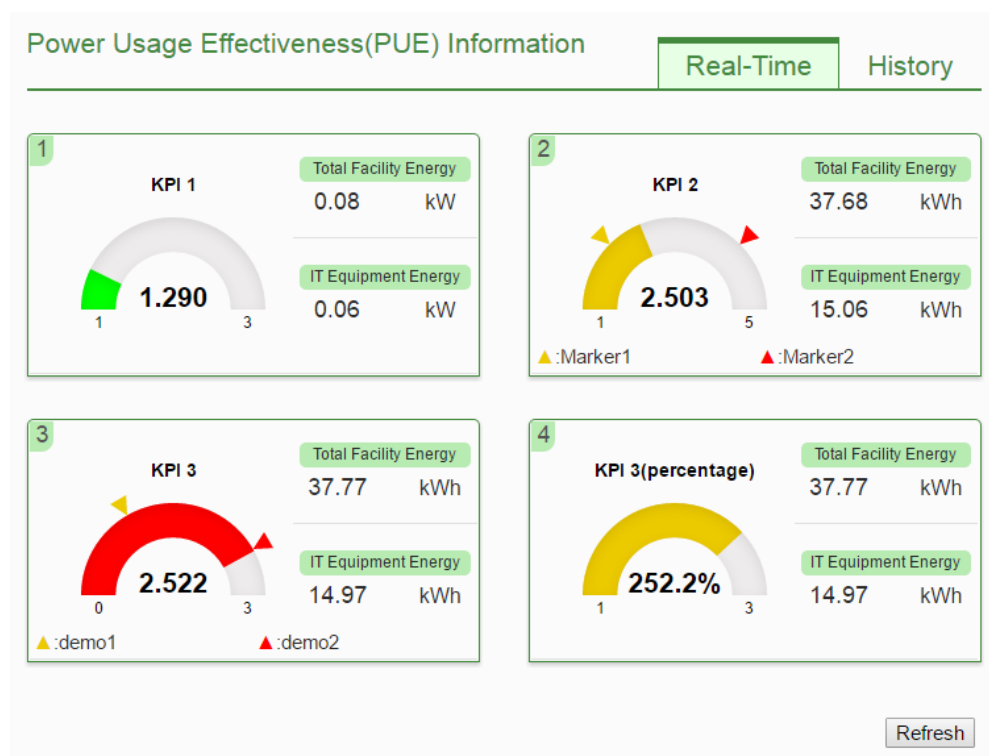 Power Usage Effectiveness(PUE) Information
Real-Time
History
1
KPI 1
1.290
1
3
Total Facility Energy
0.08 kW
IT Equipment Energy
0.06 kW
2
KPI 2
2.503
1
5
▲:Marker1
▲:Marker2
Total Facility Energy
37.68 kWh
IT Equipment Energy
15.06 kWh
3
KPI 3
2.522
0
3
▲:demo1
▲:demo2
Total Facility Energy
37.77 kWh
IT Equipment Energy
14.97 kWh
4
KPI 3(percentage)
252.2%
1
3
Total Facility Energy
37.77 kWh
IT Equipment Energy
14.97 kWh
Refresh